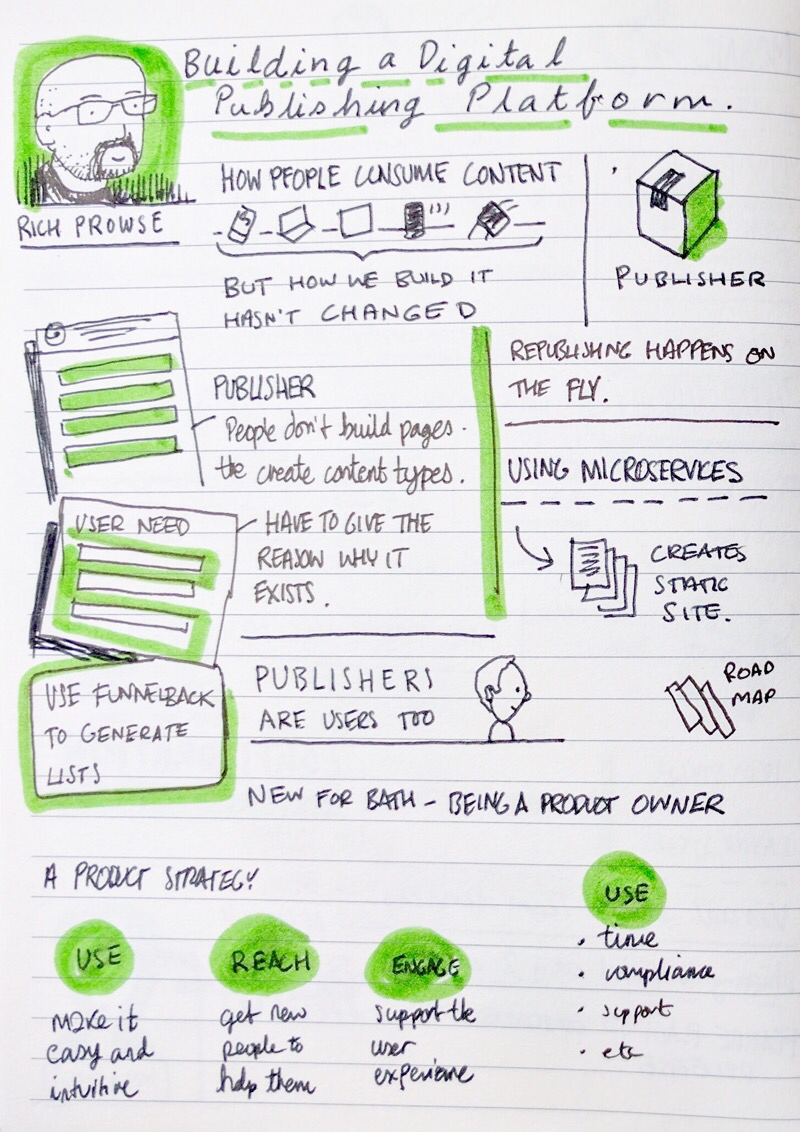 Building a Digital
Publishing Platform.
RICH PROWSE
HOW PEOPLE CONSUME CONTENT
BUT HOW WE BUILD IT
HASN'T CHANGED
PUBLISHER
PUBLISHER
People don't build pages.
the create content types.
REPUBLISHING HAPPENS ON
THE FLY.
USING MICROSERVICES
CREATES
STATIC
SITE.
USER NEED
HAVE TO GIVE THE
REASON WHY IT
EXISTS.
USE FUNNELBACK
TO GENERATE
LISTS
PUBLISHERS
ARE USERS TOO
ROAD
MAP
NEW FOR BATH - BEING A PRODUCT OWNER
A PRODUCT STRATEGY
USE
make it
easy and
intuitive
REACH
get new
people to
help them
ENGAGE
support the
user
experience
USE
• time
• compliance
• support
• etc